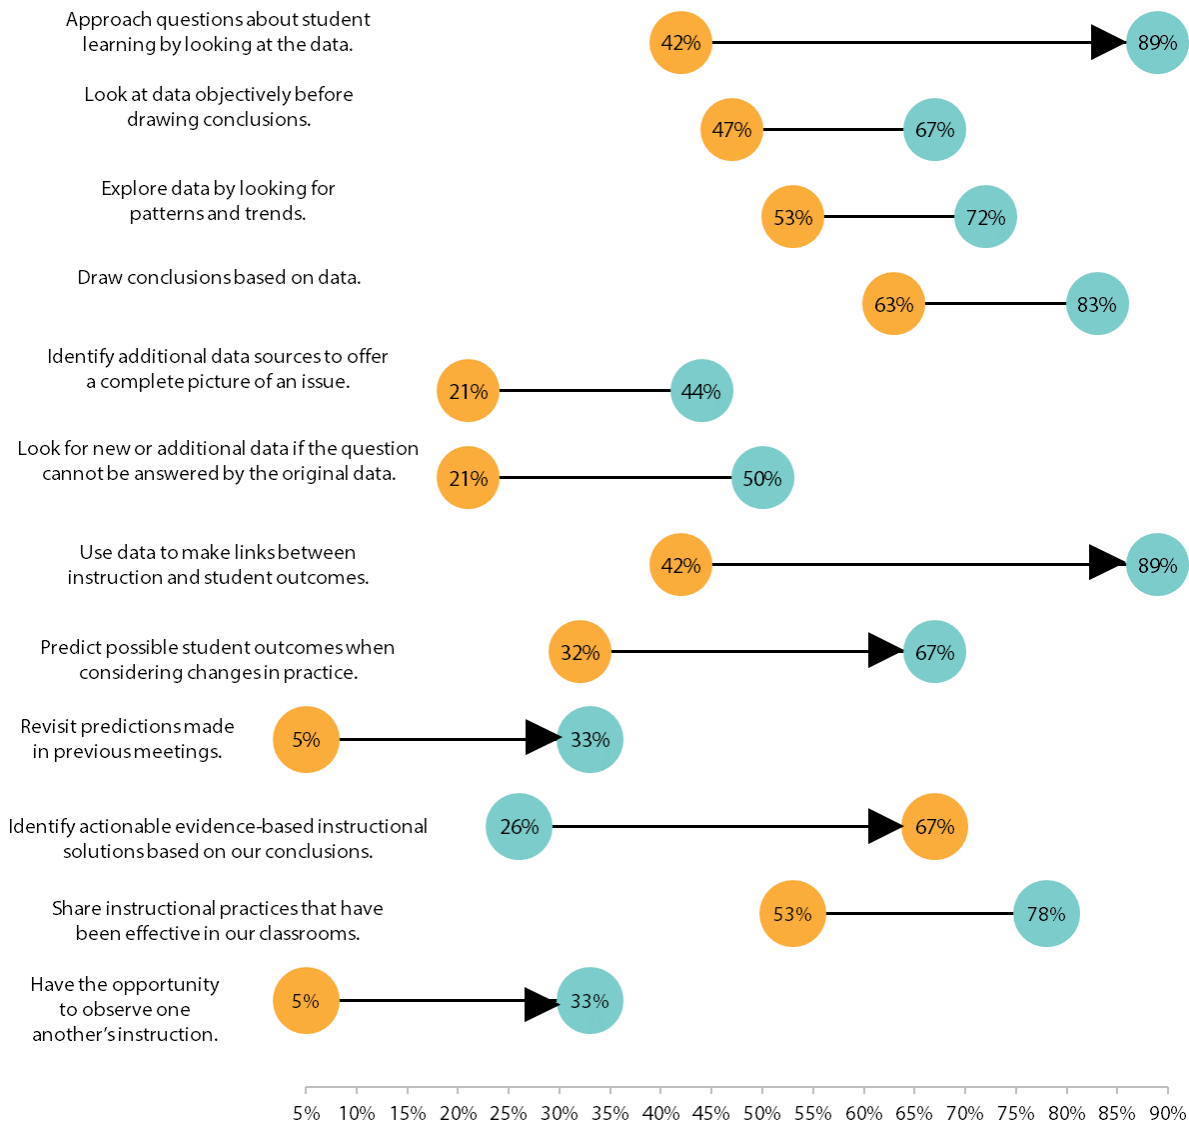 Approach questions about student
learning by looking at the data.
42%
89%
Look at data objectively before
drawing conclusions.
47%
67%
Explore data by looking for
patterns and trends.
53%
72%
Draw conclusions based on data.
63%
83%
Identify additional data sources to offer
a complete picture of an issue.
21%
44%
Look for new or additional data if the question
cannot be answered by the original data.
21%
50%
Use data to make links between
instruction and student outcomes.
42%
89%
Predict possible student outcomes when
considering changes in practice.
32%
67%
Revisit predictions made
in previous meetings.
5%
33%
Identify actionable evidence-based instructional
solutions based on our conclusions.
26%
67%
Share instructional practices that have
been effective in our classrooms.
53%
78%
Have the opportunity
to observe one
another's instruction.
5%
33%
5% 10% 15% 20% 25% 30% 35% 40% 45% 50% 55% 60% 65% 70% 75% 80% 85% 90%